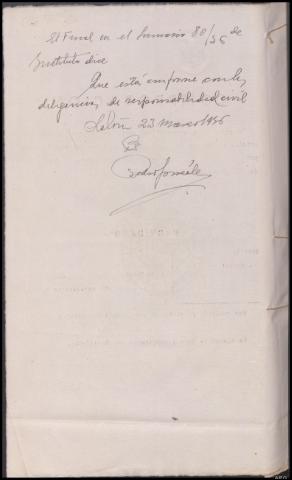 El Fiscal en el Sumario 80/36 de
Instituto dice
Que está conforme con las
diligencias de responsabilidad civil
23 Marzo 1936
Pedro González